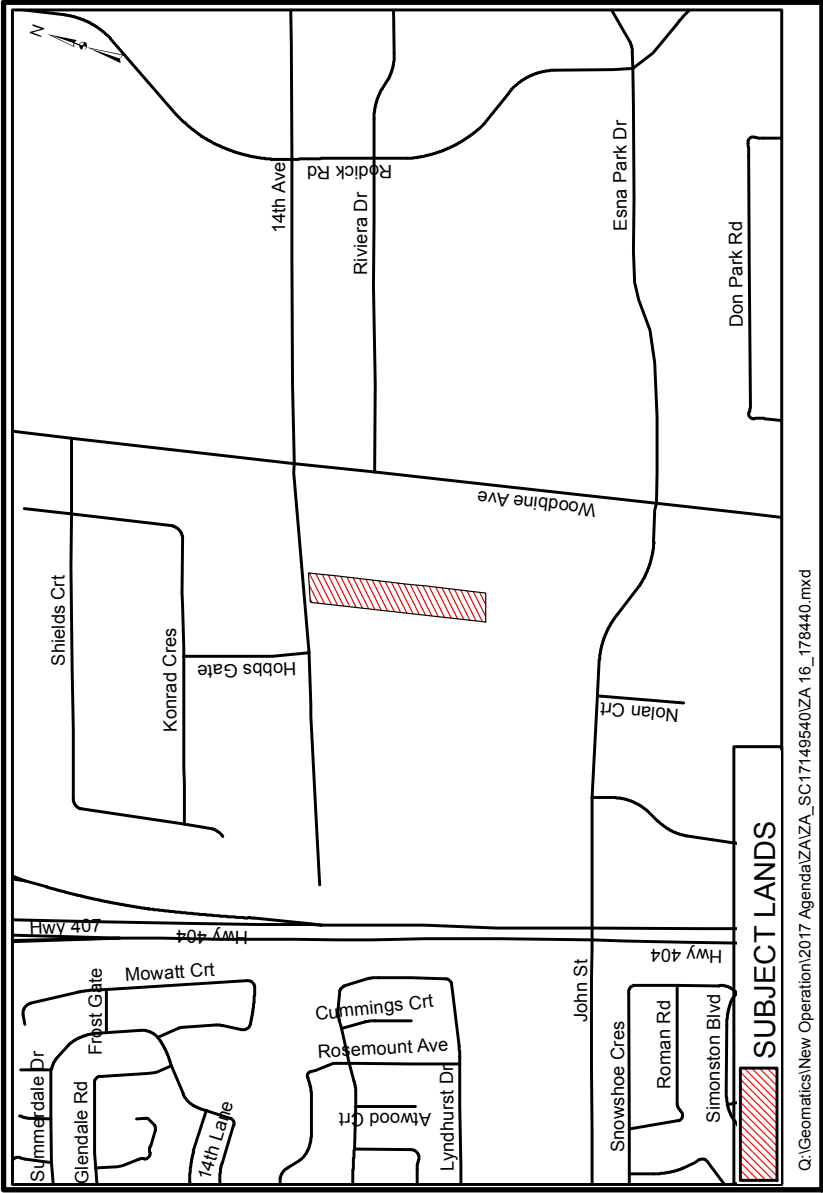 N
14th Ave
Rodick Rd
Riviera Dr
Esna Park Dr
Don Park Rd
Woodbine Ave
Shields Crt
Konrad Cres
Hobbs Gate
Nolan Crt
Hwy 407
Hwy 404
Hwy 404
John St
Mowatt Crt
Frost Gate
Summerdale Dr
Glendale Rd
14th Lane
Cummings Crt
Rosemount Ave
Atwood Crt
Lyndhurst Dr
Snowshoe Cres
Roman Rd
Simonston Blvd
SUBJECT LANDS
Q:\Geomatics\New Operation\2017 Agenda\ZA\ZA_SC17149540\ZA 16_178440.mxd